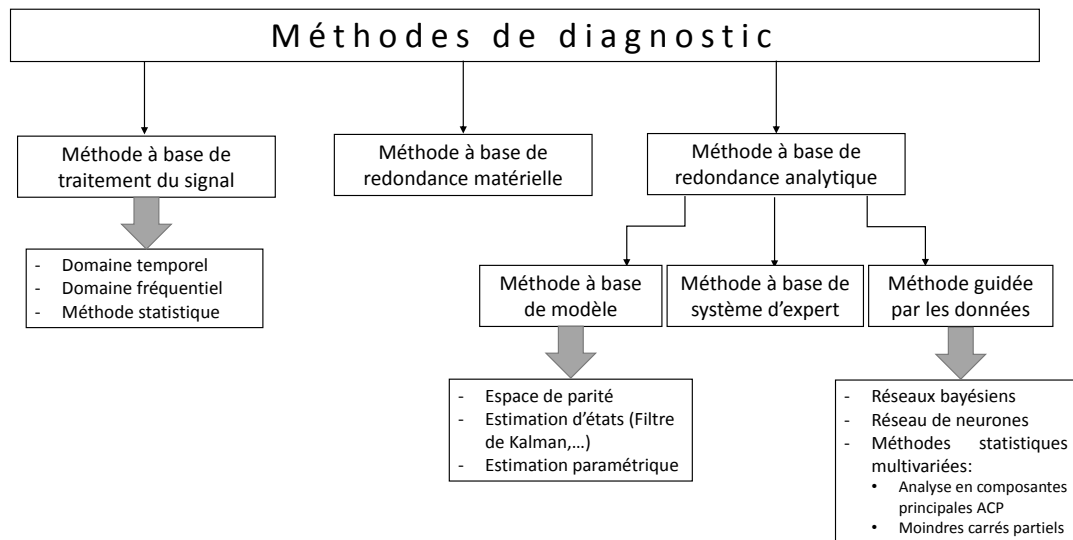 Méthodes de diagnostic
Méthode à base de
traitement du signal
Méthode à base de
redondance matérielle
Méthode à base de
redondance analytique
- Domaine temporel
- Domaine fréquentiel
- Méthode statistique
Méthode à base
de modèle
Méthode à base de
système d’expert
Méthode guidée
par les données
- Espace de parité
- Estimation d’états (Filtre
de Kalman,...)
- Estimation paramétrique
- Réseaux bayésiens
- Réseau de neurones
- Méthodes statistiques
multivariées:
• Analyse en composantes
principales ACP
• Moindres carrés partiels